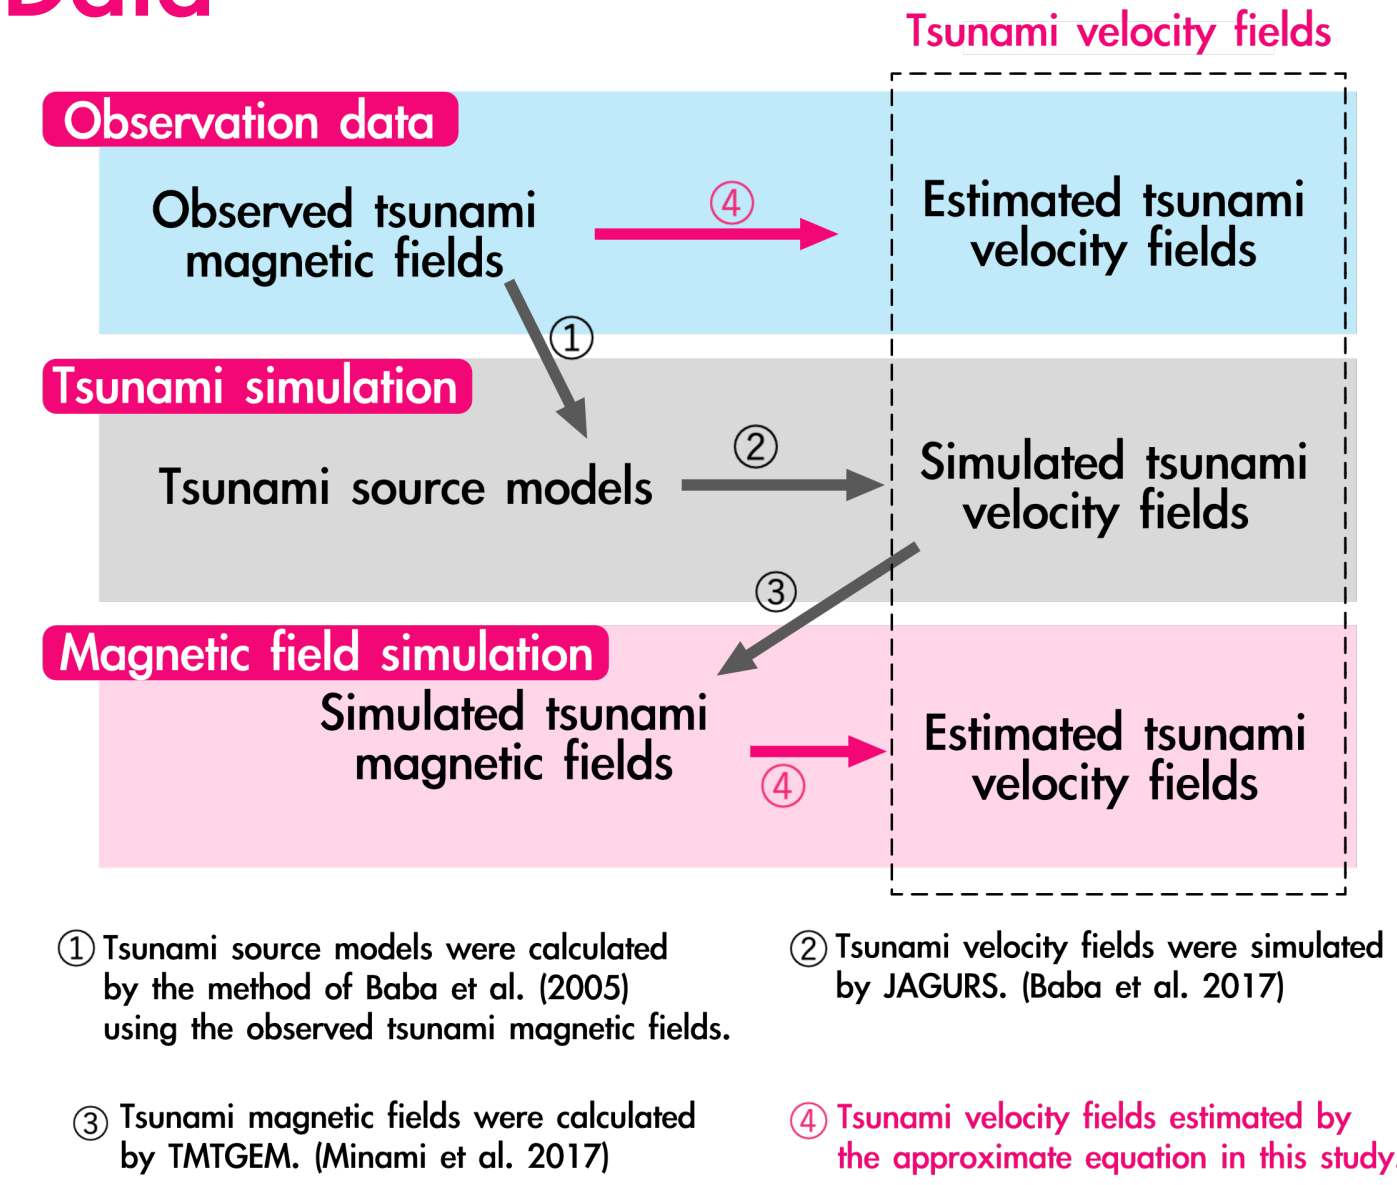 Data
Tsunami velocity fields
Observation data
Observed tsunami
magnetic fields
④
Estimated tsunami
velocity fields
①
Tsunami simulation
Tsunami source models
②
Simulated tsunami
velocity fields
③
Magnetic field simulation
Simulated tsunami
magnetic fields
④
Estimated tsunami
velocity fields
① Tsunami source models were calculated
by the method of Baba et al. (2005)
using the observed tsunami magnetic fields.
② Tsunami velocity fields were simulated
by JAGURS. (Baba et al. 2017)
③ Tsunami magnetic fields were calculated
by TMTGEM. (Minami et al. 2017)
④ Tsunami velocity fields estimated by
the approximate equation in this study.